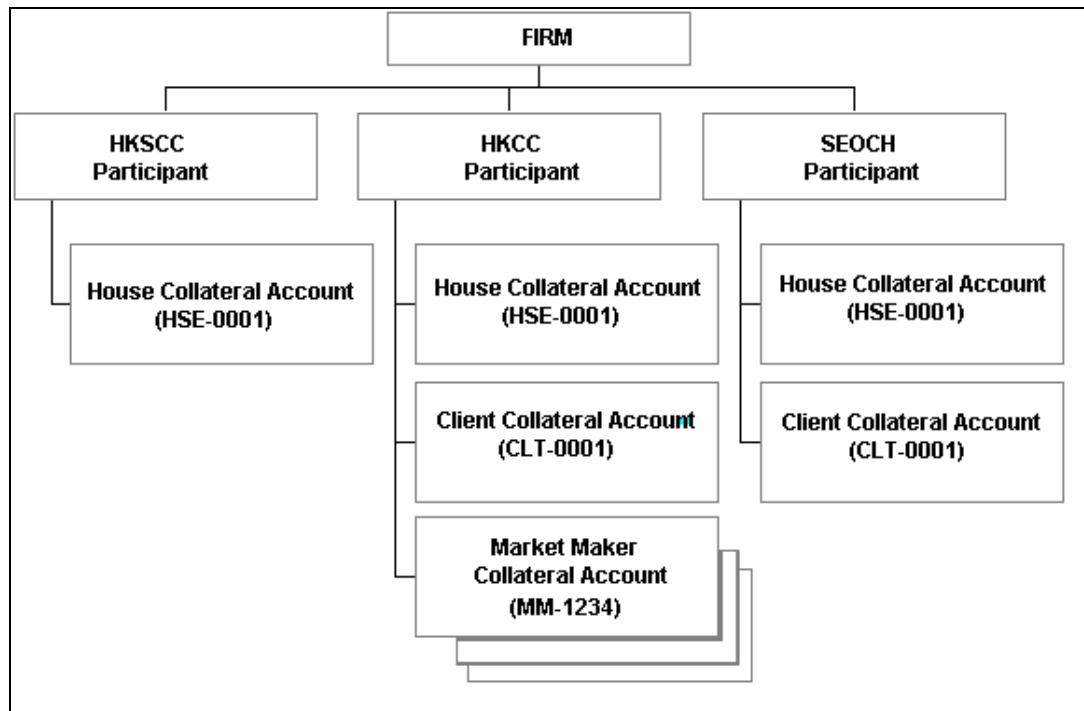 FIRM
HKSCC
Participant
HKCC
Participant
SEOCH
Participant
House Collateral Account
(HSE-0001)
House Collateral Account
(HSE-0001)
House Collateral Account
(HSE-0001)
Client Collateral Account
(CLT-0001)
Client Collateral Account
(CLT-0001)
Market Maker
Collateral Account
(MM-1234)